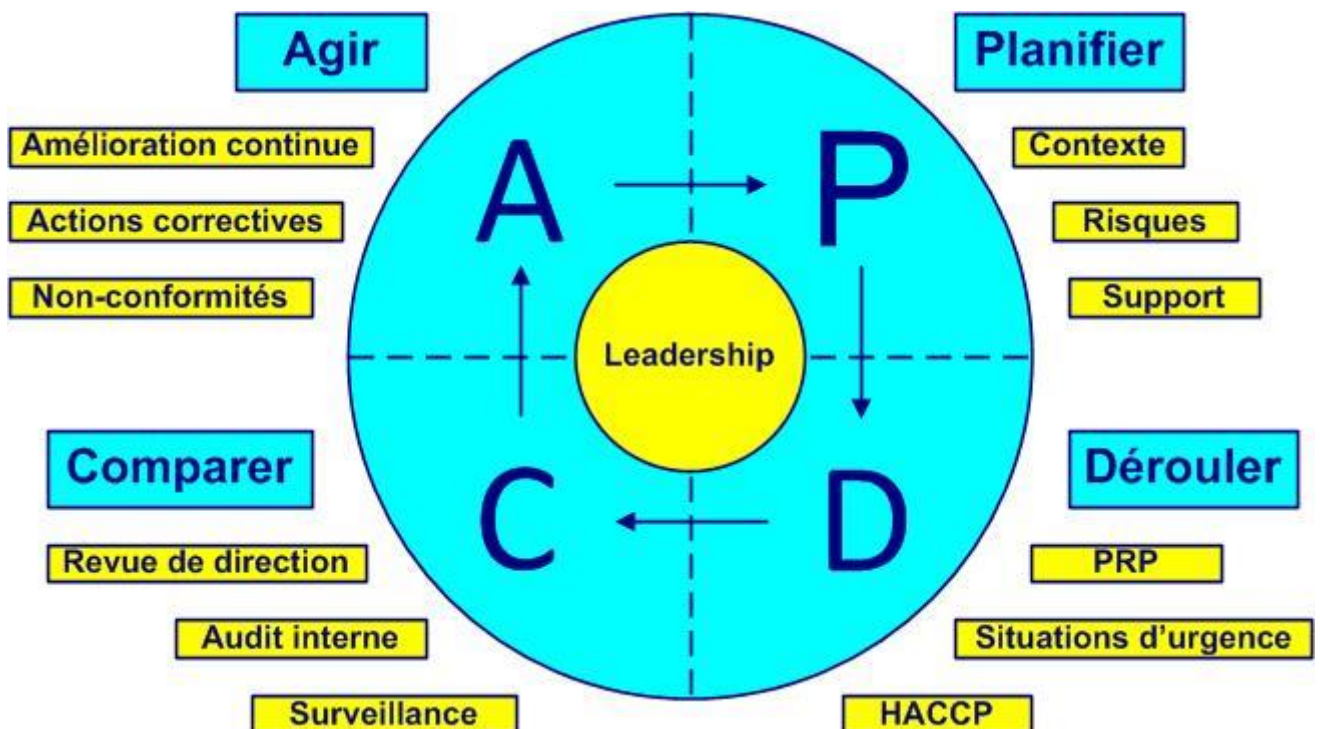 Agir
Planifier
Amélioration continue
Contexte
Actions correctives
Risques
Non-conformités
Support
A
P
Leadership
C
D
Comparer
Dérouler
Revue de direction
PRP
Audit interne
Situations d'urgence
Surveillance
HACCP